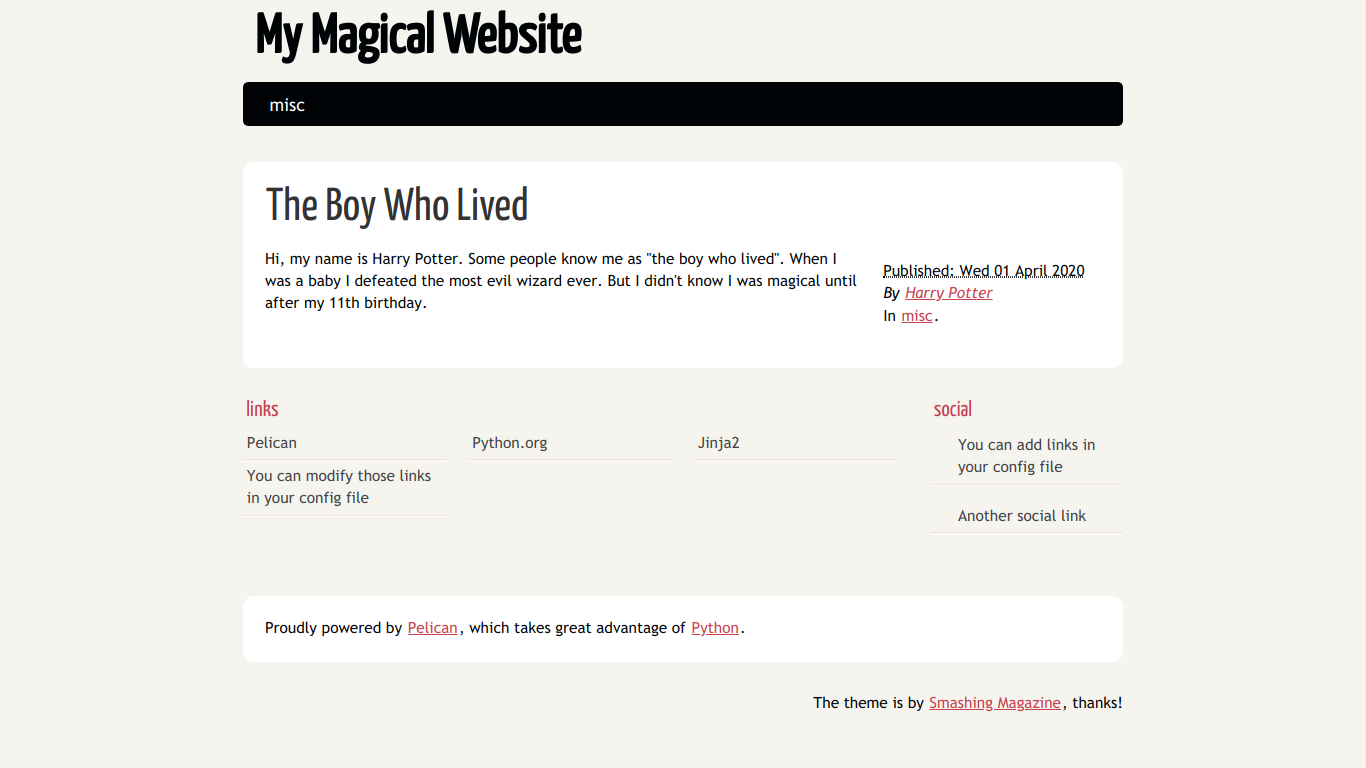 My Magical Website
misc
The Boy Who Lived
Hi, my name is Harry Potter. Some people know me as "the boy who lived". When I
was a baby I defeated the most evil wizard ever. But I didn't know I was magical until
after my 11th birthday.
Published: Wed 01 April 2020
By Harry Potter
In misc.
links
Pelican
Python.org
Jinja2
You can modify those links
in your config file
social
You can add links in
your config file
Another social link
Proudly powered by Pelican, which takes great advantage of Python.
The theme is by Smashing Magazine, thanks!